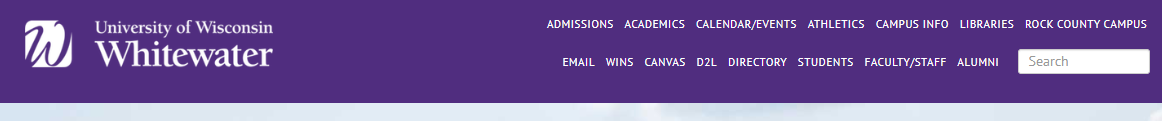 University of Wisconsin
Whitewater
ADMISSIONS ACADEMICS CALENDAR/EVENTS ATHLETICS CAMPUS INFO LIBRARIES ROCK COUNTY CAMPUS
EMAIL WINS CANVAS D2L DIRECTORY STUDENTS FACULTY/STAFF ALUMNI Search